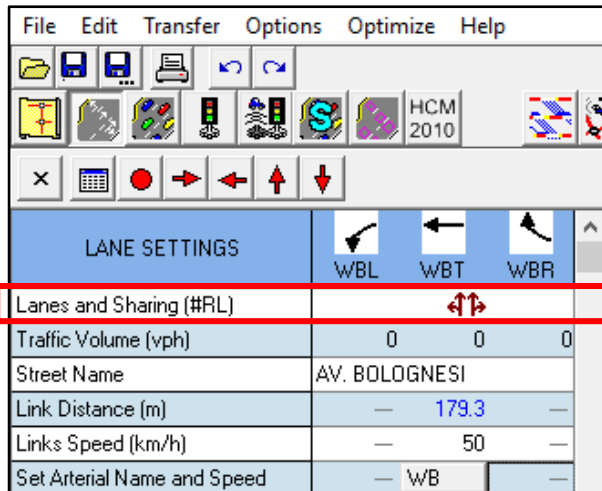 File Edit Transfer Options Optimize Help
HCM
2010
LANE SETTINGS
WBL WBT WBR
Lanes and Sharing (#RL)
Traffic Volume (vph) 0 0 0
Street Name AV. BOLOGNESI
Link Distance (m) — 179.3 —
Links Speed (km/h) — 50 —
Set Arterial Name and Speed — WB —